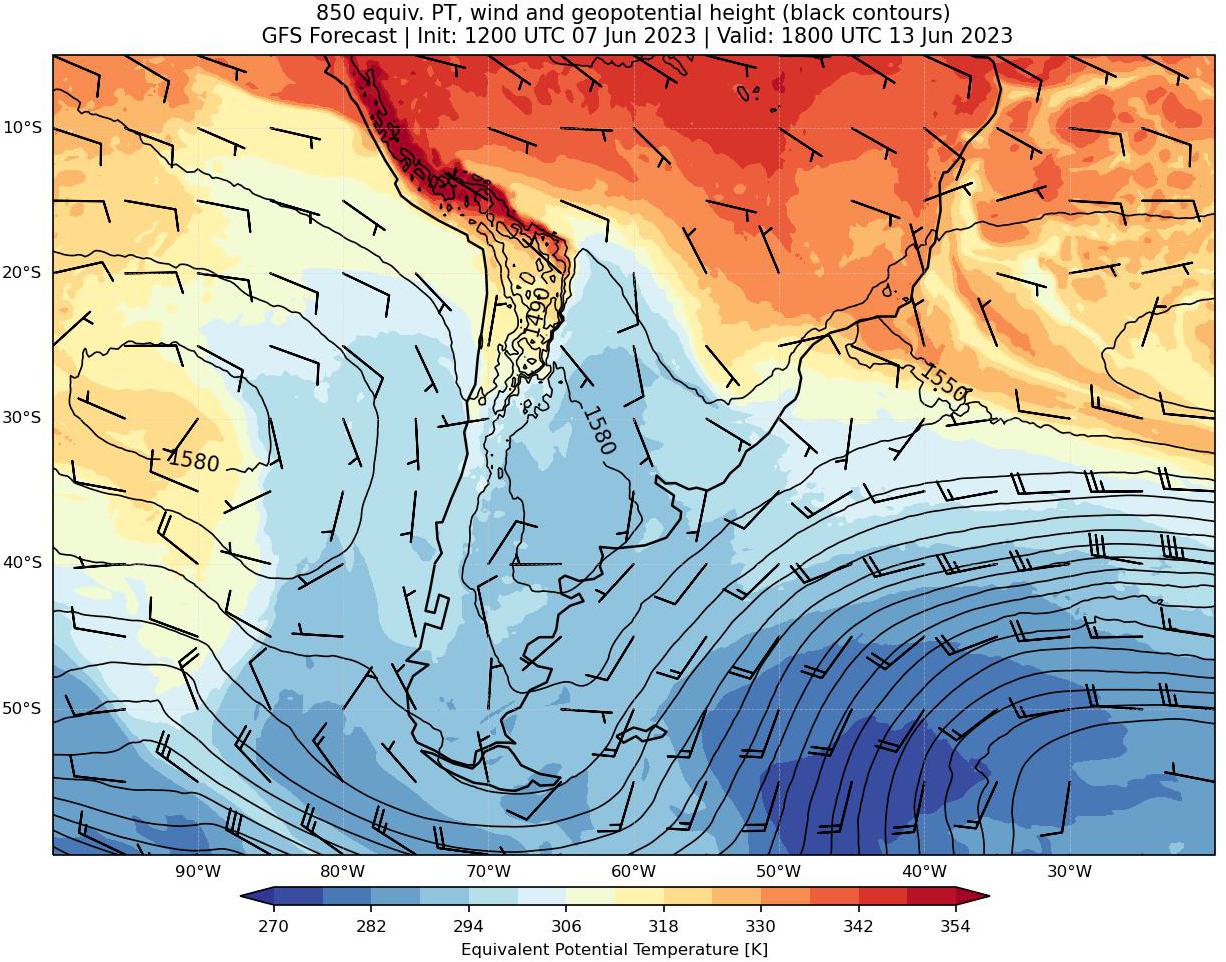 850 equiv. PT, wind and geopotential height (black contours)
GFS Forecast | Init: 1200 UTC 07 Jun 2023 | Valid: 1800 UTC 13 Jun 2023
10°S
20°S
1490
1550
30°S
1580
1580
40°S
50°S
90°W 80°W 70°W 60°W 50°W 40°W 30°W
270 282 294 306 318 330 342 354
Equivalent Potential Temperature [K]